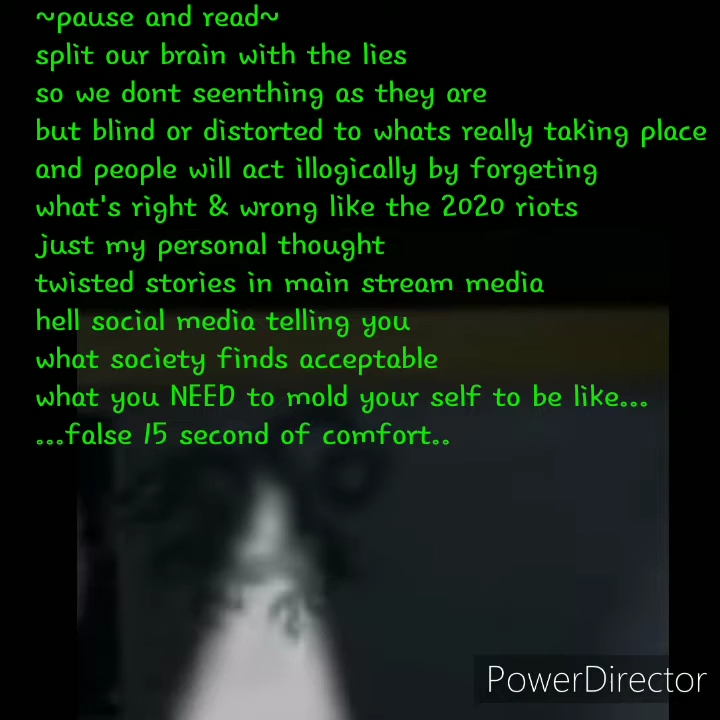 ~pause and read~
split our brain with the lies
so we dont seenthing as they are
but blind or distorted to whats really taking place
and people will act illogically by forgeting
what's right & wrong like the 2020 riots
just my personal thought
twisted stories in main stream media
hell social media telling you
what society finds acceptable
what you NEED to mold your self to be like...
...false 15 second of comfort..
PowerDirector